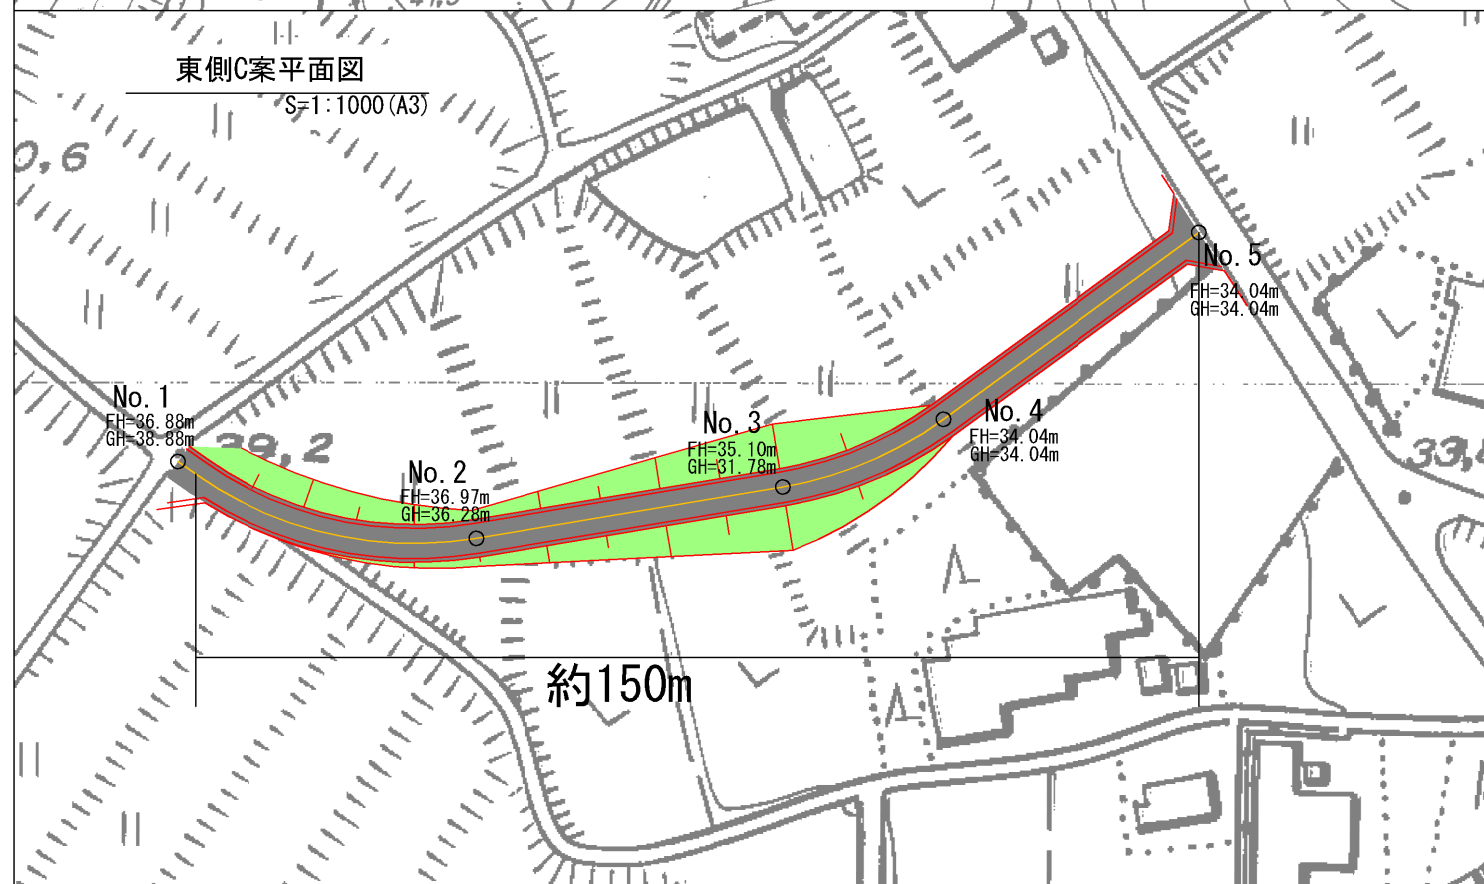 東側C案平面図
S=1:1000(A3)
0,6
No.1
FH=36.88m
GH=38.88m
39,2
No.2
FH=36.97m
GH=36.28m
No.3
FH=35.10m
GH=31.78m
No.4
FH=34.04m
GH=34.04m
No.5
FH=34.04m
GH=34.04m
約150m